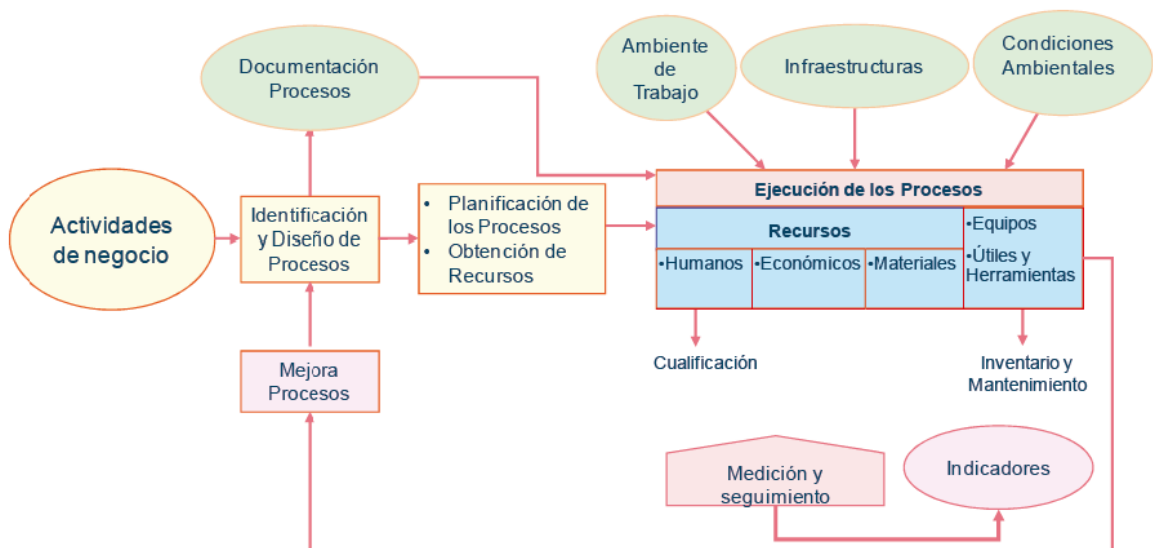 Documentación
Procesos
Ambiente
de
Trabajo
Infraestructuras
Condiciones
Ambientales
Actividades
de negocio
Identificación
y Diseño de
Procesos
• Planificación de
los Procesos
• Obtención de
Recursos
Ejecución de los Procesos
Recursos
•Humanos
•Económicos
•Materiales
•Equipos
•Útiles y
Herramientas
Cualificación
Inventario y
Mantenimiento
Mejora
Procesos
Medición y
seguimiento
Indicadores